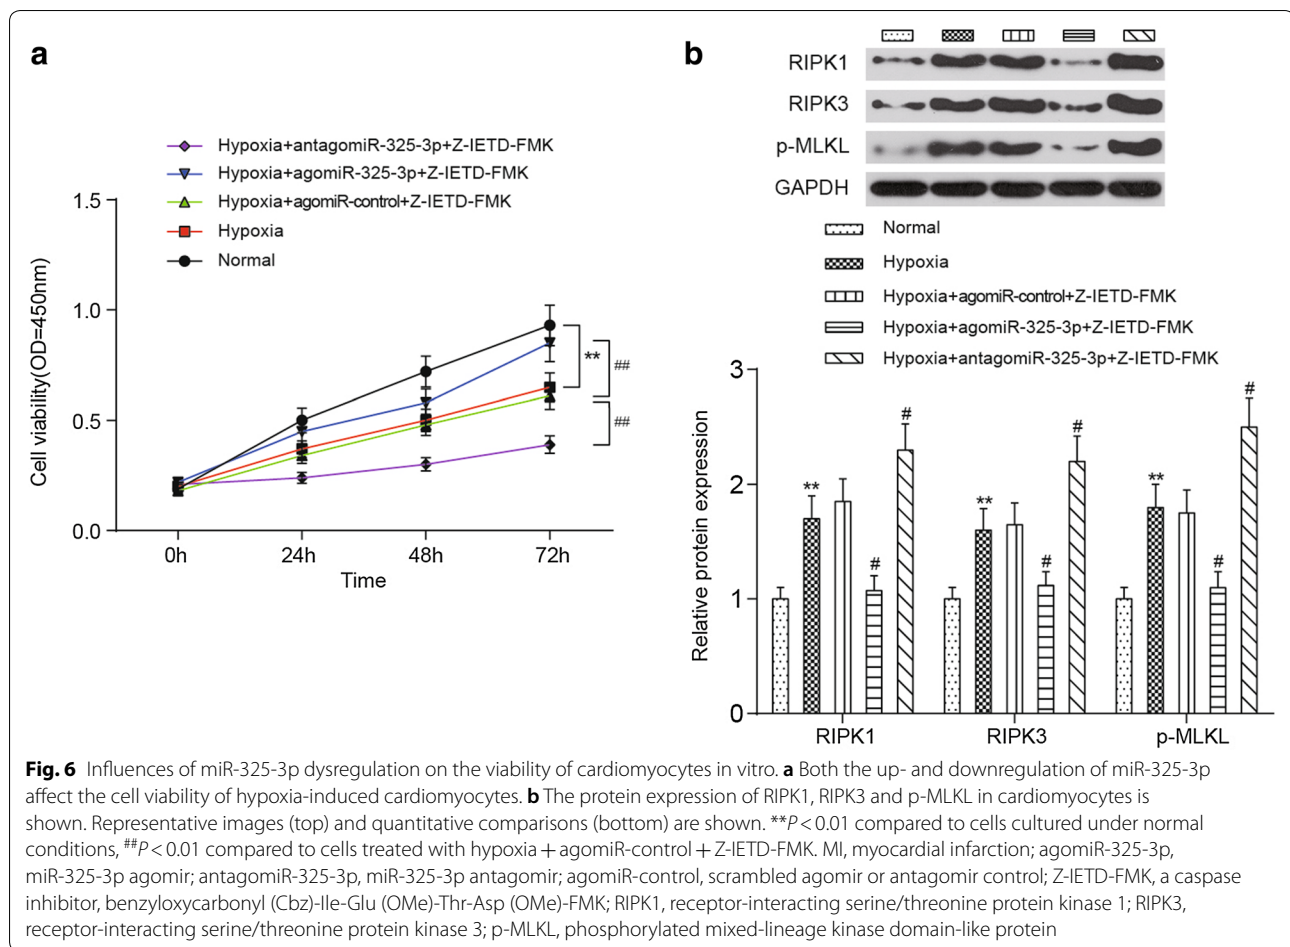 a
Hypoxia+antagomiR-325-3p+Z-IETD-FMK
Hypoxia+agomiR-325-3p+Z-IETD-FMK
Hypoxia+agomiR-control+Z-IETD-FMK
Hypoxia
Normal
Cell viability(OD=450nm)
1.5
1.0
0.5
0.0
**
##
##
0h 24h 48h 72h
Time
b
RIPK1
RIPK3
p-MLKL
GAPDH
Normal
Hypoxia
Hypoxia+agomiR-control+Z-IETD-FMK
Hypoxia+agomiR-325-3p+Z-IETD-FMK
Hypoxia+antagomiR-325-3p+Z-IETD-FMK
Relative protein expression
3
2
1
0
** # #
** # #
** # #
RIPK1 RIPK3 p-MLKL
Fig. 6 Influences of miR-325-3p dysregulation on the viability of cardiomyocytes in vitro. a Both the up- and downregulation of miR-325-3p
affect the cell viability of hypoxia-induced cardiomyocytes. b The protein expression of RIPK1, RIPK3 and p-MLKL in cardiomyocytes is
shown. Representative images (top) and quantitative comparisons (bottom) are shown. **P < 0.01 compared to cells cultured under normal
conditions, ##P < 0.01 compared to cells treated with hypoxia + agomiR-control + Z-IETD-FMK. MI, myocardial infarction; agomiR-325-3p,
miR-325-3p agomir; antagomiR-325-3p, miR-325-3p antagomir; agomiR-control, scrambled agomir or antagomir control; Z-IETD-FMK, a caspase
inhibitor, benzyloxycarbonyl (Cbz)-Ile-Glu (OMe)-Thr-Asp (OMe)-FMK; RIPK1, receptor-interacting serine/threonine protein kinase 1; RIPK3,
receptor-interacting serine/threonine protein kinase 3; p-MLKL, phosphorylated mixed-lineage kinase domain-like protein